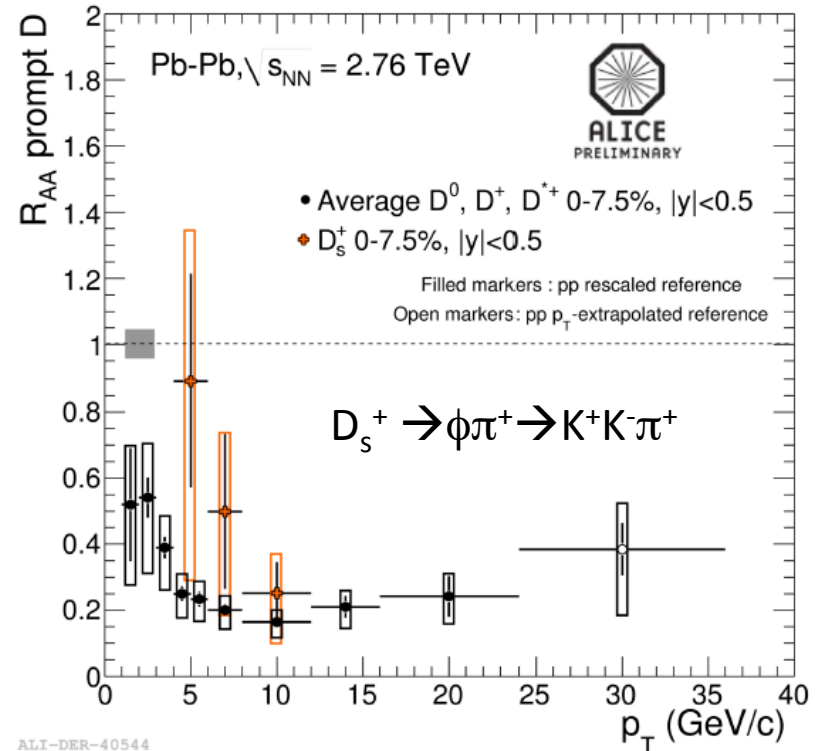 R_AA prompt D
2
1.8
1.6
1.4
1.2
1
0.8
0.6
0.4
0.2
0
Pb-Pb, √s_NN = 2.76 TeV
ALICE
PRELIMINARY
Average D^0, D^+, D^*+ 0-7.5%, |y|<0.5
D_s^+ 0-7.5%, |y|<0.5
Filled markers : pp rescaled reference
Open markers: pp p_T-extrapolated reference
D_s^+ →ϕπ^+→K^+K^-π^+
0 5 10 15 20 25 30 35 40
p_T (GeV/c)
ALI-DER-40544